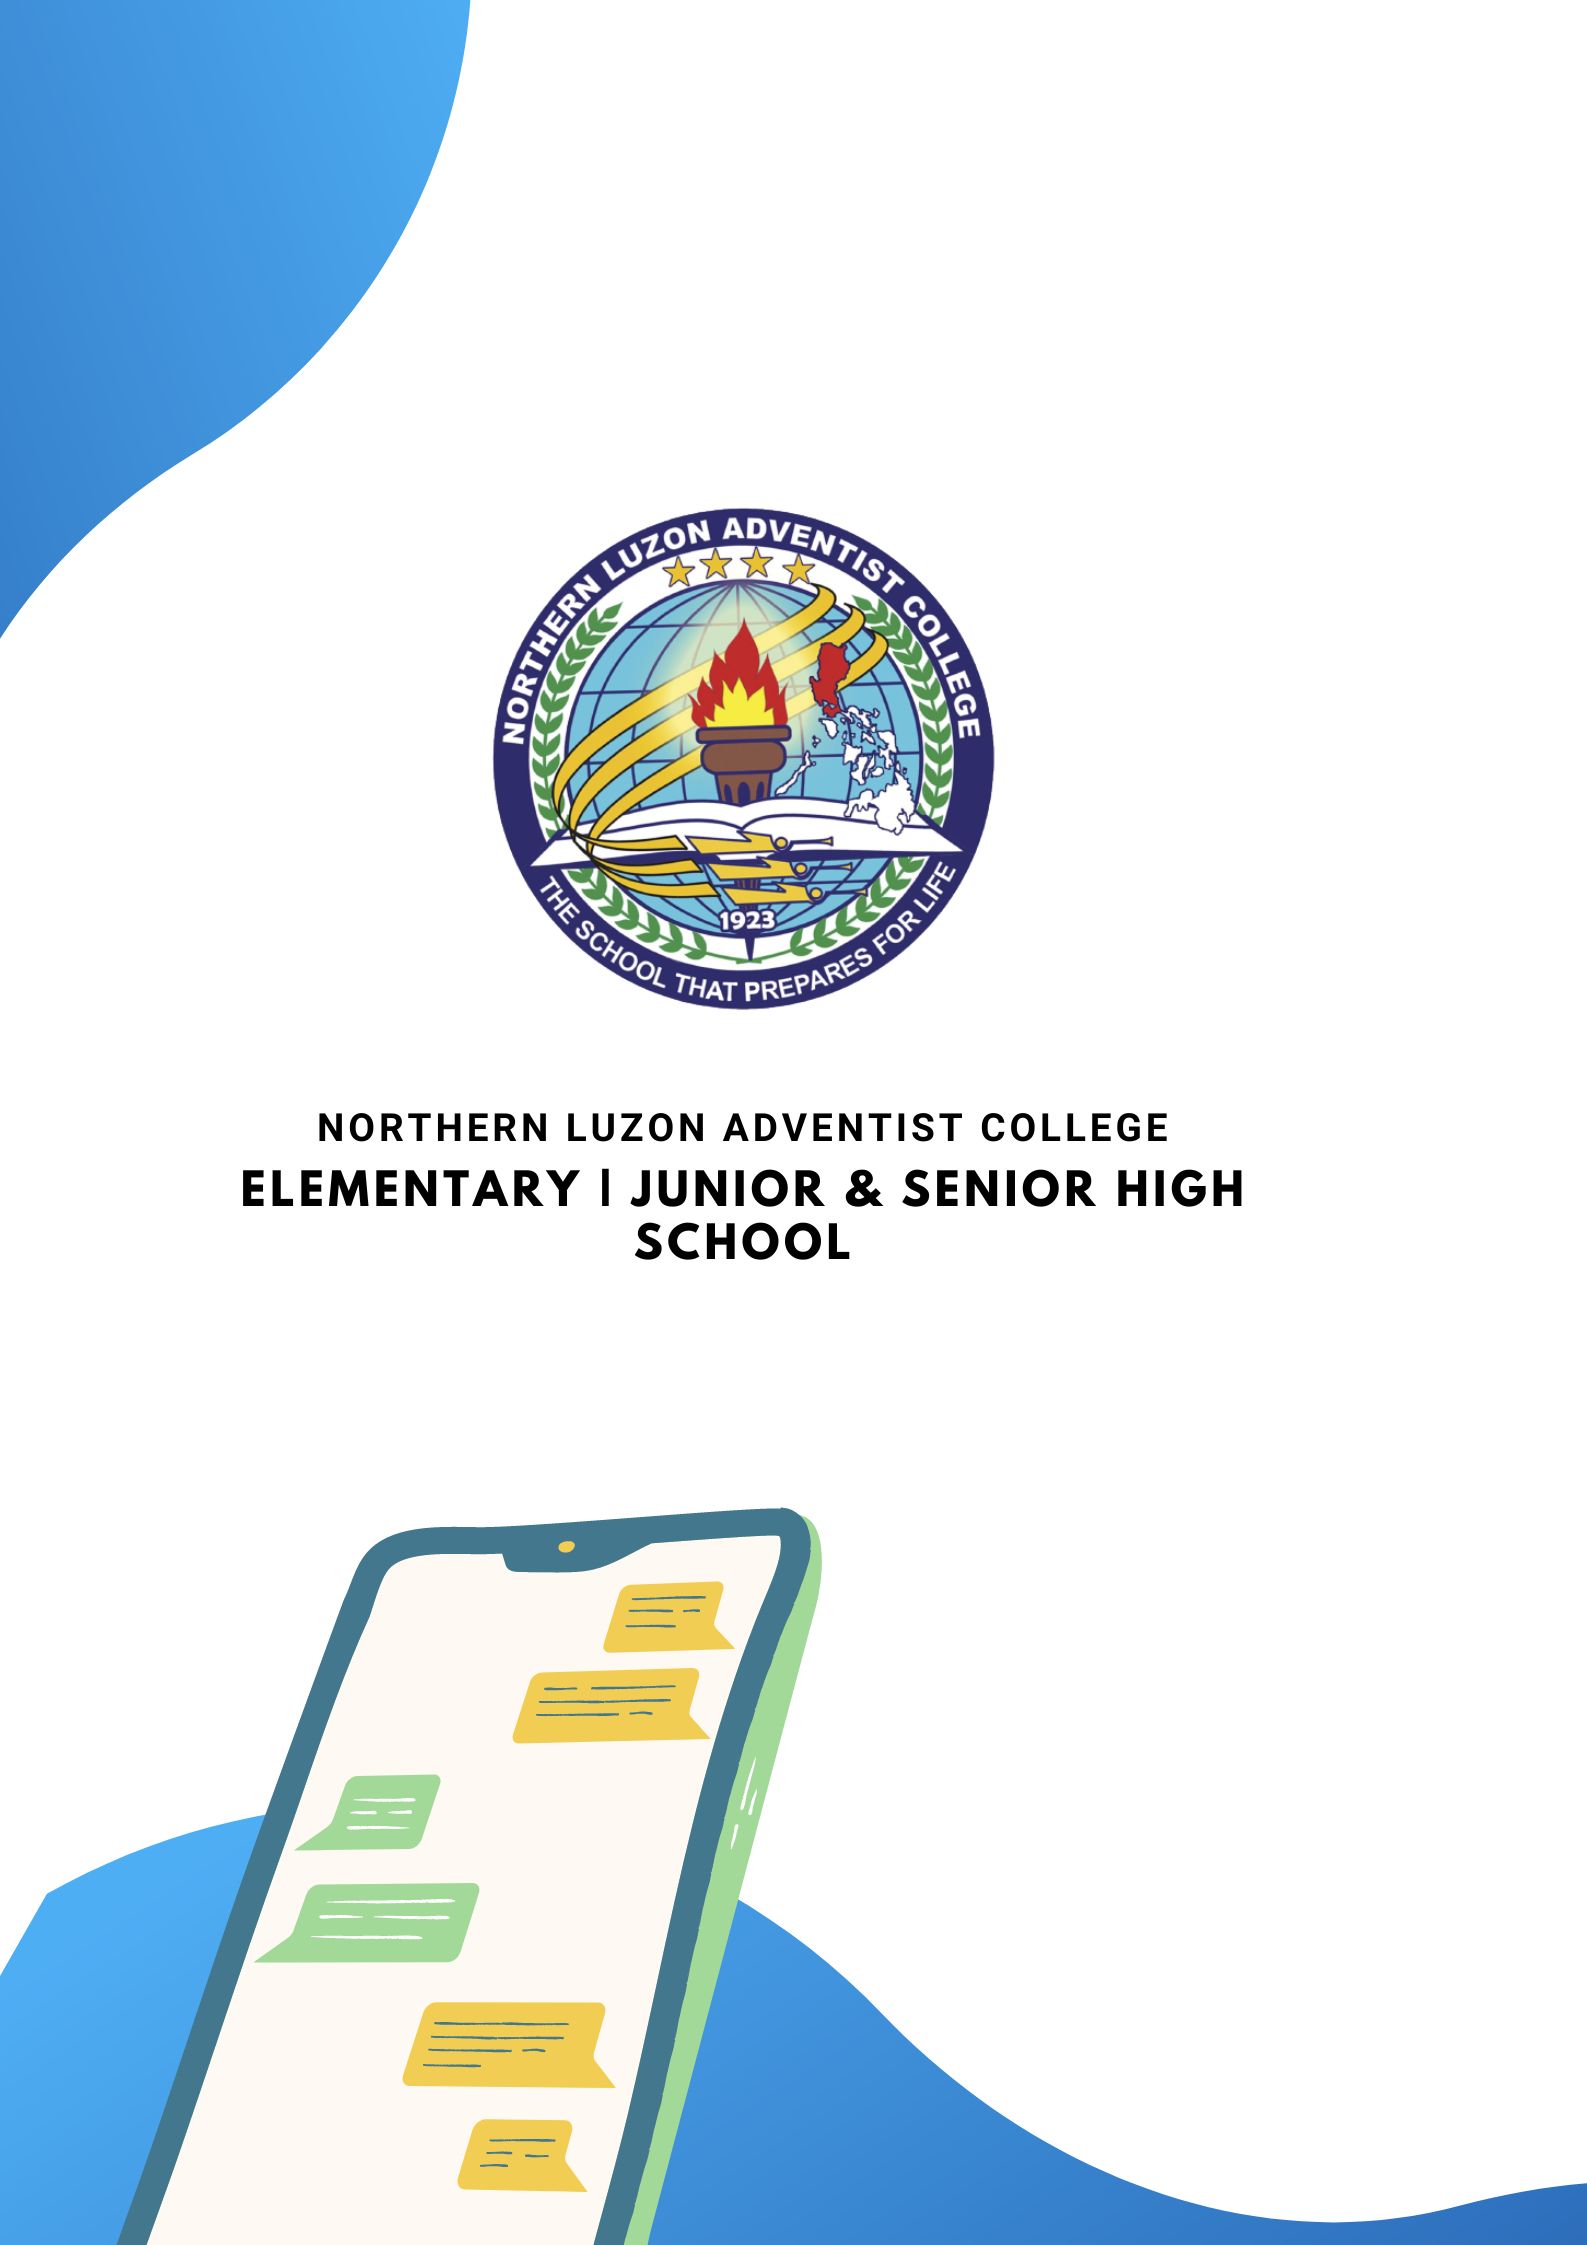 NORTHERN LUZON ADVENTIST COLLEGE
1923
THE SCHOOL THAT PREPARES FOR LIFE
NORTHERN LUZON ADVENTIST COLLEGE
ELEMENTARY | JUNIOR & SENIOR HIGH
SCHOOL